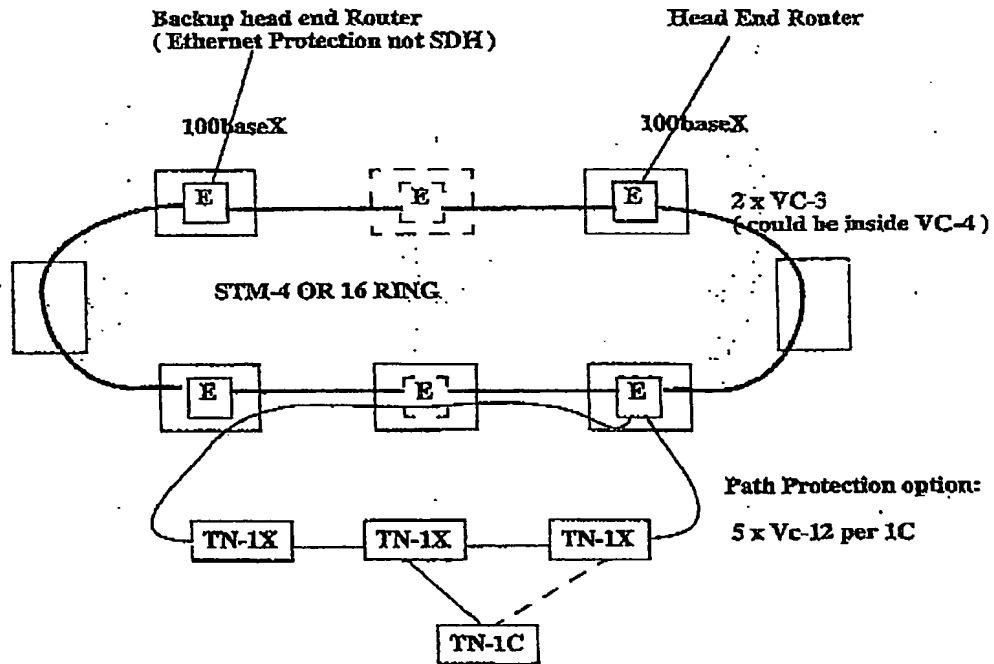 Backup head end Router
( Ethernet Protection not SDH)
Head End Router
100baseX
100baseX
E
E
E
2 x VC-3
( could be inside VC-4 )
STM-4 OR 16 RING
E
E
E
Path Protection option:
5 x Vc-12 per 1C
TN-1X
TN-1X
TN-1X
TN-1C